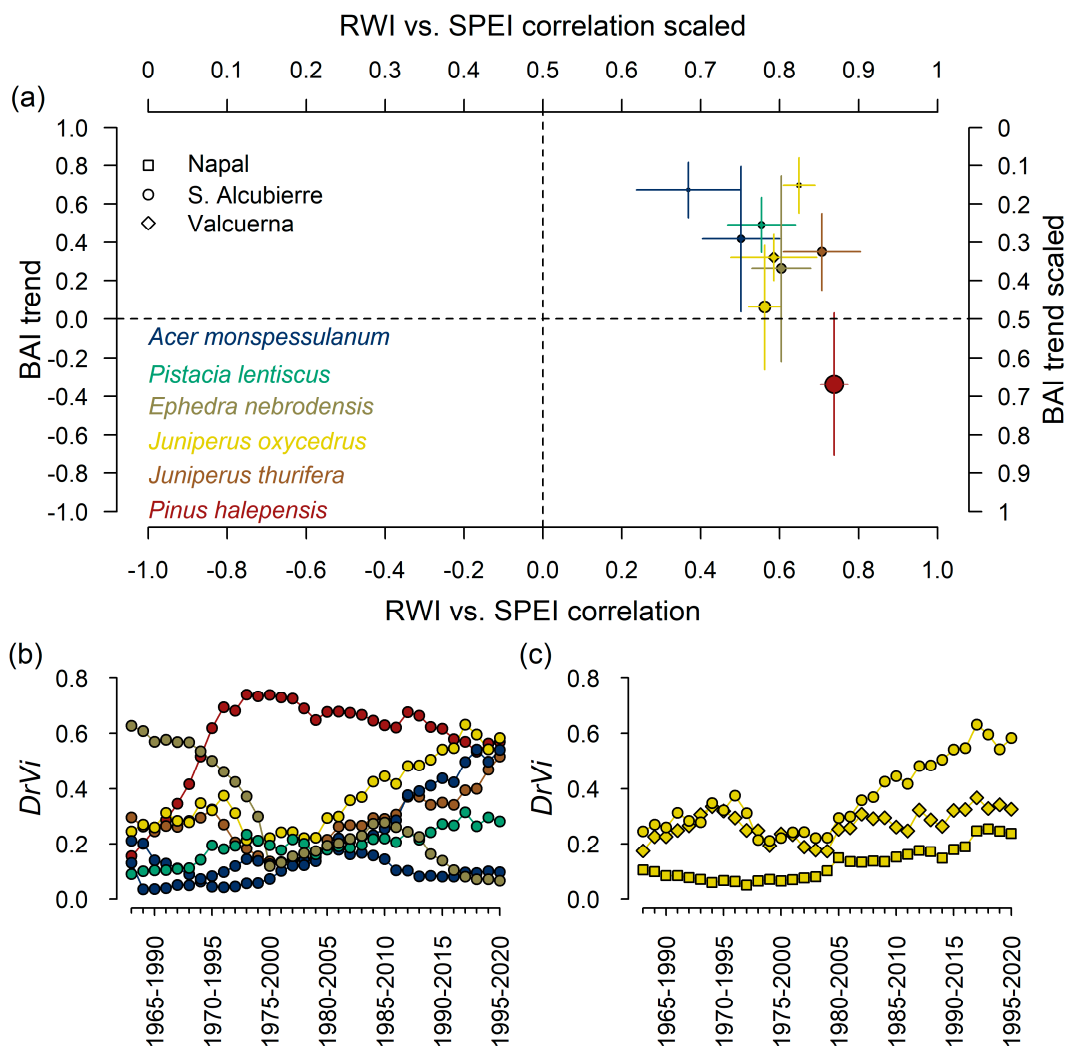 RWI vs. SPEI correlation scaled
0 0.1 0.2 0.3 0.4 0.5 0.6 0.7 0.8 0.9 1
(a)
BAI trend
1.0
0.8
0.6
0.4
0.2
0.0
-0.2
-0.4
-0.6
-0.8
-1.0
Napal
S. Alcubierre
Valcuerna
Acer monspessulanum
Pistacia lentiscus
Ephedra nebrodensis
Juniperus oxycedrus
Juniperus thurifera
Pinus halepensis
0
0.1
0.2
0.3
0.4
0.5
0.6
0.7
0.8
0.9
1
BAI trend scaled
-1.0 -0.8 -0.6 -0.4 -0.2 0.0 0.2 0.4 0.6 0.8 1.0
RWI vs. SPEI correlation
(b)
DrVi
0.8
0.6
0.4
0.2
0.0
1965-1990
1970-1995
1975-2000
1980-2005
1985-2010
1990-2015
1995-2020
(c)
DrVi
0.8
0.6
0.4
0.2
0.0
1965-1990
1970-1995
1975-2000
1980-2005
1985-2010
1990-2015
1995-2020